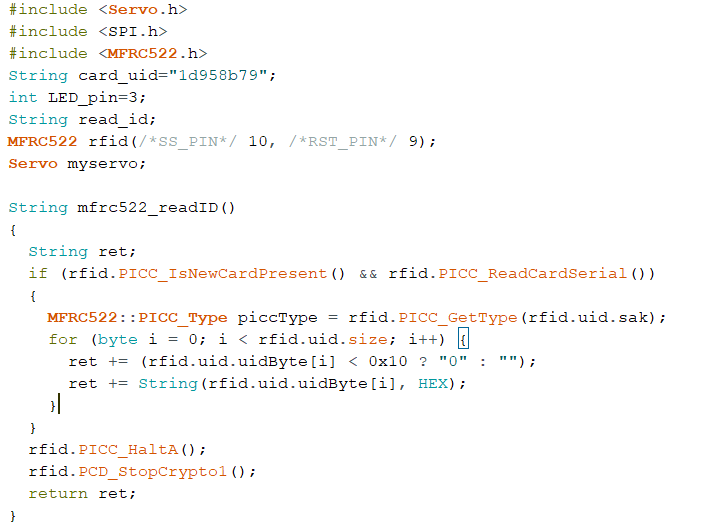 #include <Servo.h>
#include <SPI.h>
#include <MFRC522.h>
String card_uid="1d958b79";
int LED_pin=3;
String read_id;
MFRC522 rfid(/*SS_PIN*/ 10, /*RST_PIN*/ 9);
Servo myservo;

String mfrc522_readID()
{
  String ret;
  if (rfid.PICC_IsNewCardPresent() && rfid.PICC_ReadCardSerial())
  {
    MFRC522::PICC_Type piccType = rfid.PICC_GetType(rfid.uid.sak);
    for (byte i = 0; i < rfid.uid.size; i++) {
      ret += (rfid.uid.uidByte[i] < 0x10 ? "0" : "");
      ret += String(rfid.uid.uidByte[i], HEX);
    }
  }
  rfid.PICC_HaltA();
  rfid.PCD_StopCrypto1();
  return ret;
}